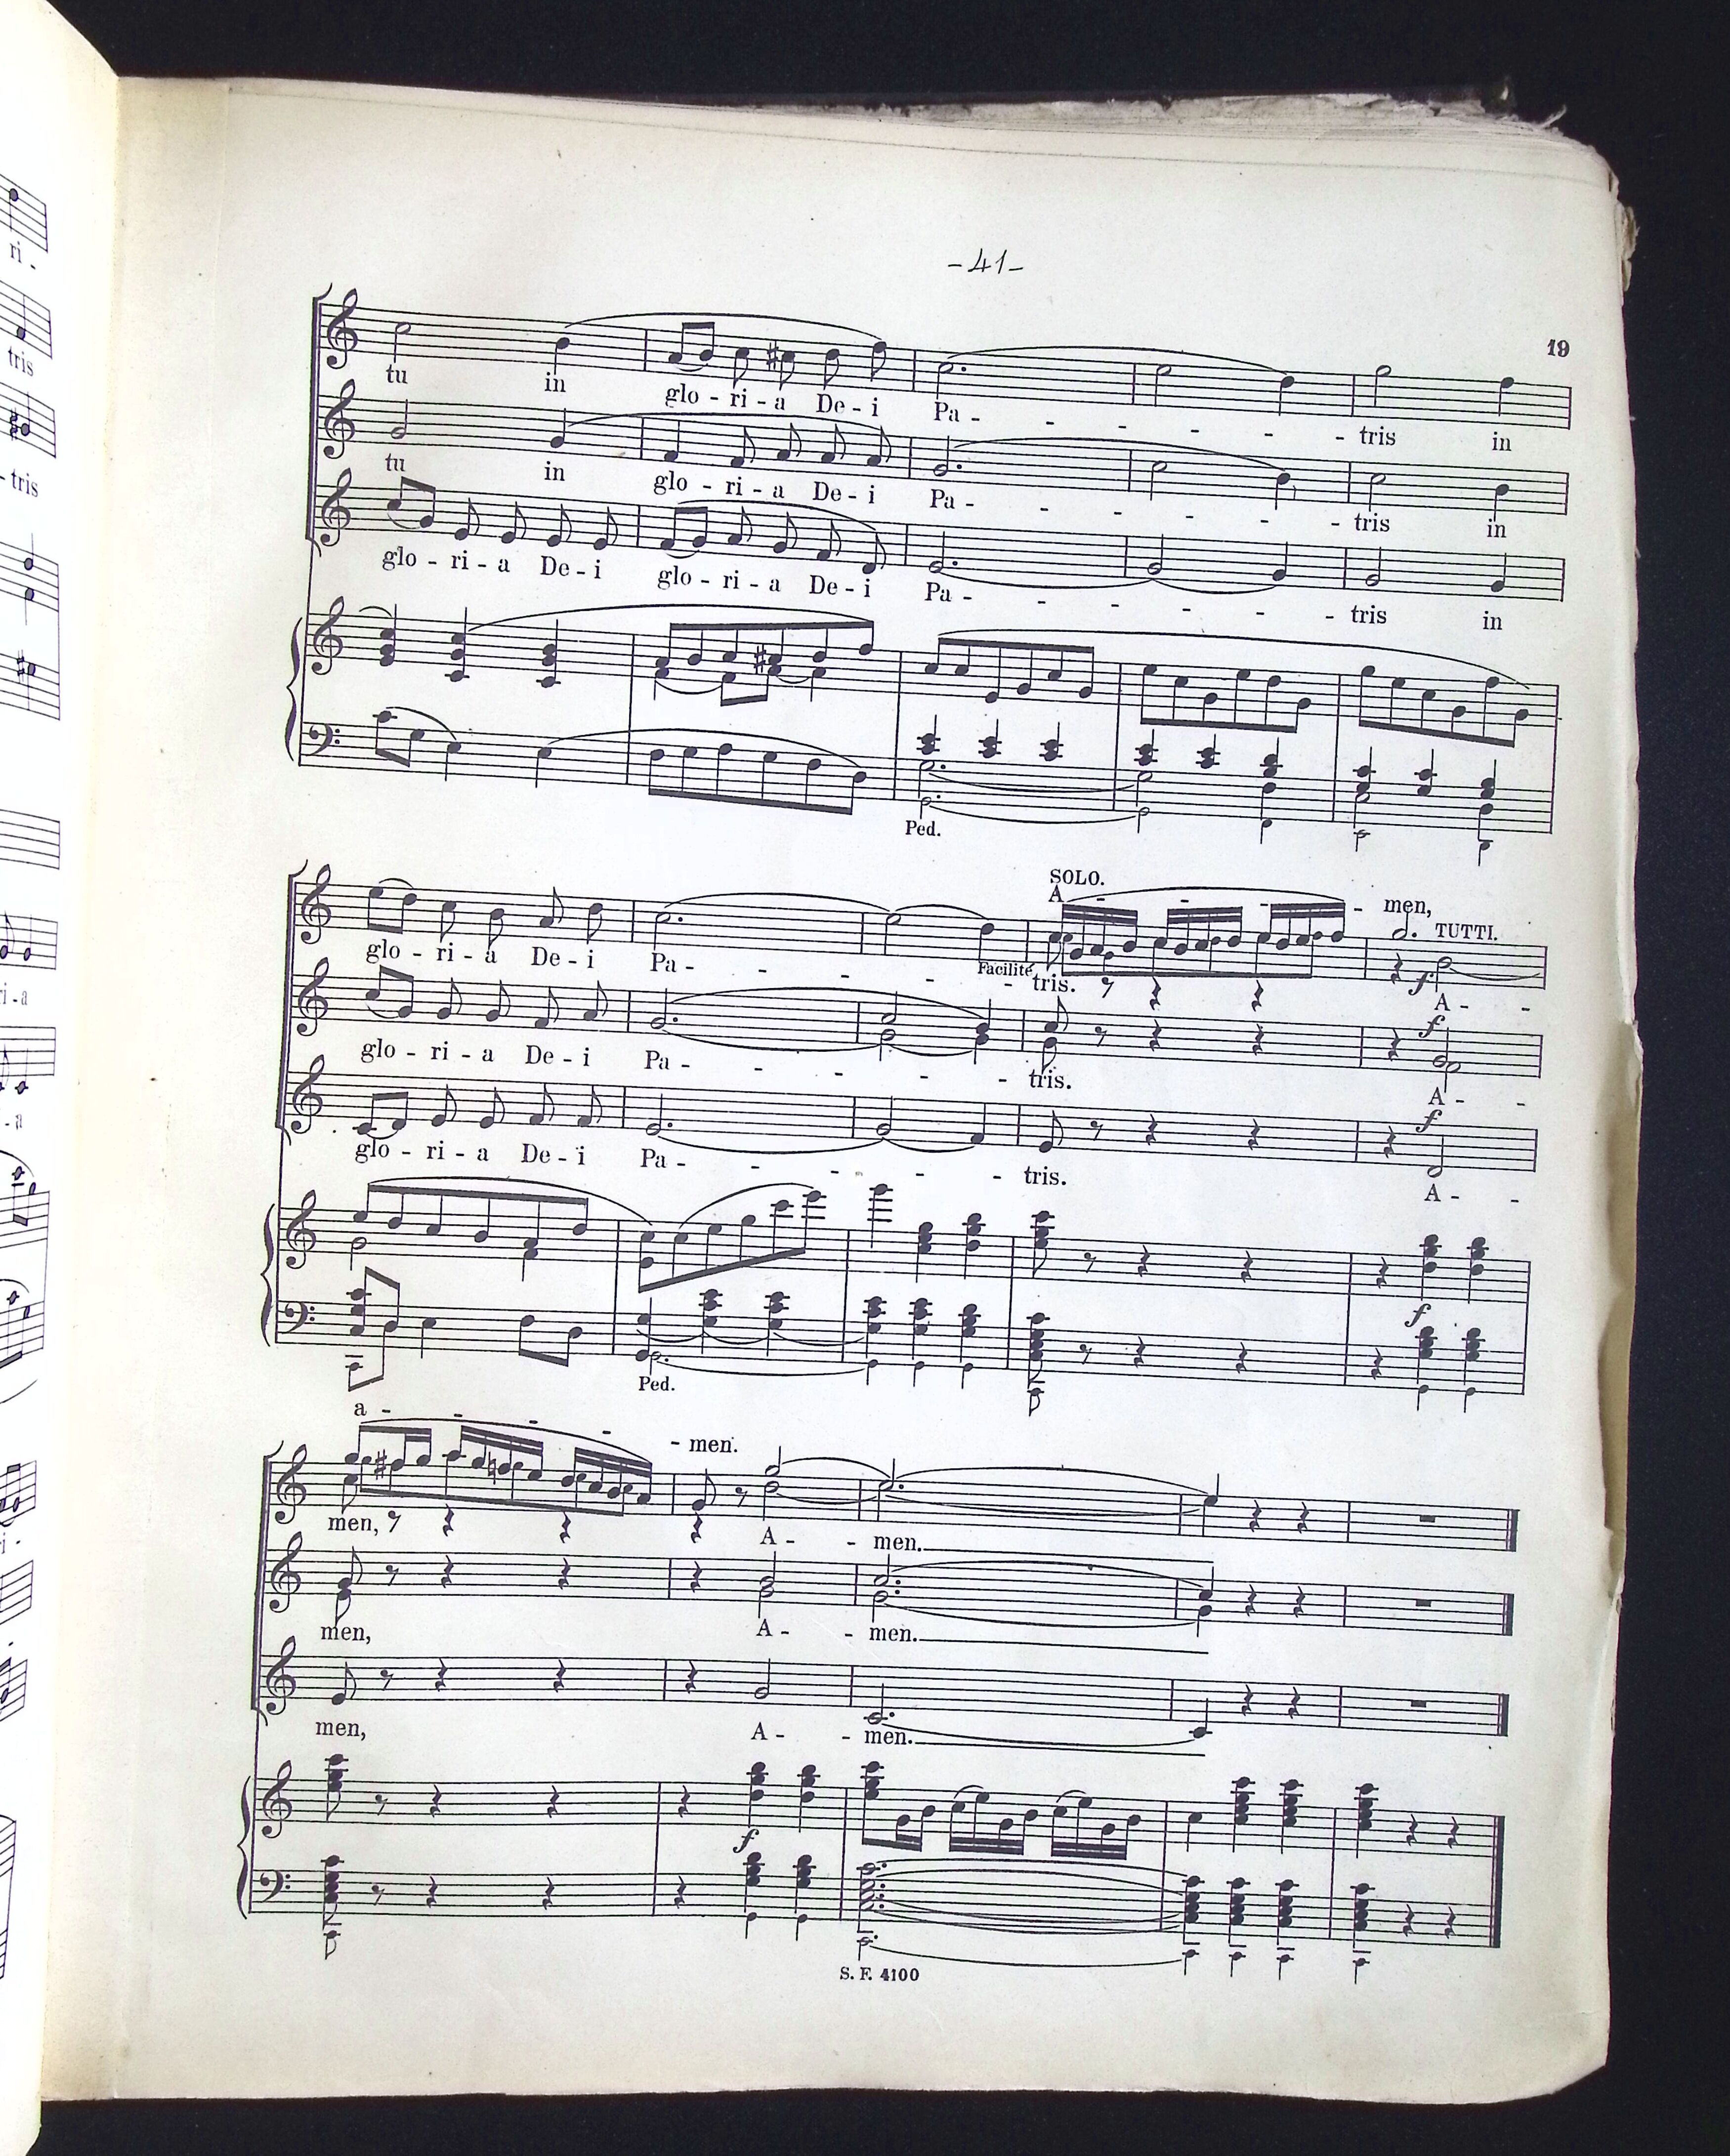 -41-
19
tu in glo - ri - a De - i Pa - - - - - - tris in
tu in glo - ri - a De - i Pa - - - - - - tris in
glo - ri - a De - i glo - ri - a De - i Pa - - - - - - tris in
Ped.
SOLO.
A - - - - men,
TUTTI.
glo - ri - a De - i Pa - - - - - tris. A - -
Facilité
f
f
glo - ri - a De - i Pa - - - - - tris. A - -
f
glo - ri - a De - i Pa - - - - - tris. A - -
f
Ped.
a - - - - - men.
men, A - - men.
men, A - - men.
men, A - - men.
f
S. F. 4100
ri -
tris
- tris
ri - a
- a
ri -